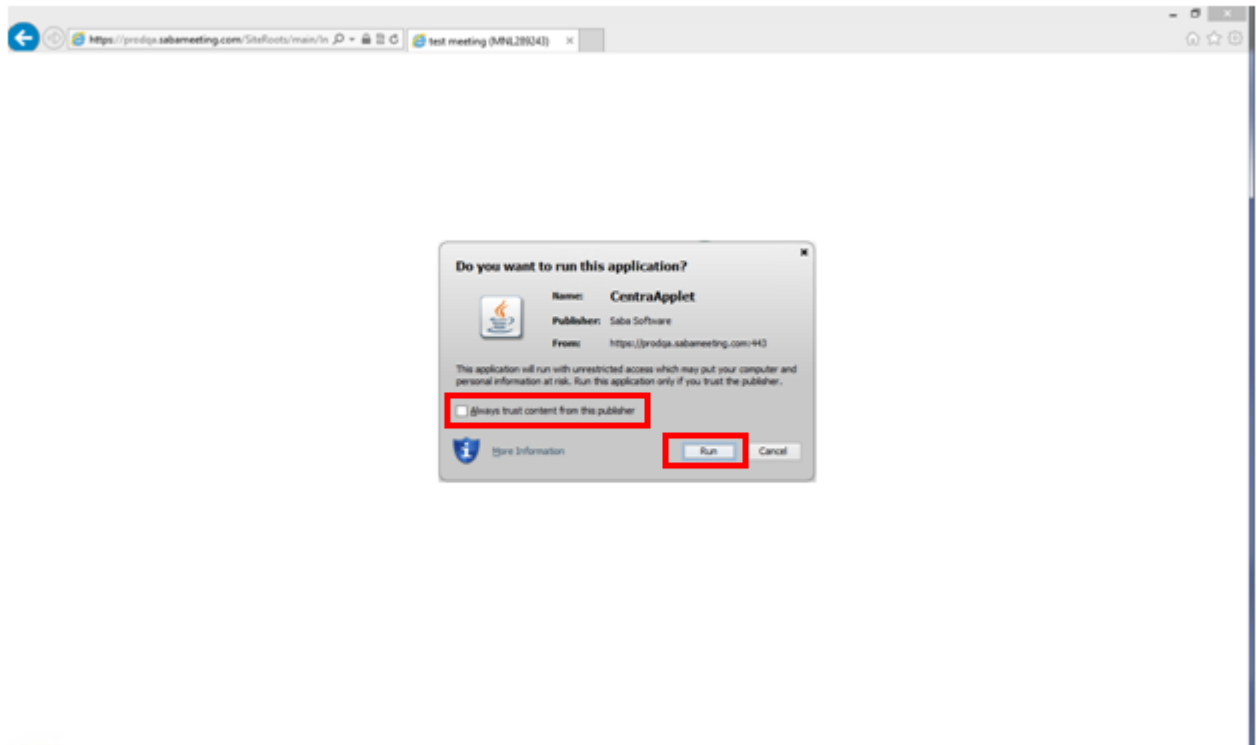 https://prodqa.sabameeting.com/SiteRoots/main/In
test meeting (MNL289243)
Do you want to run this application?
Name: CentraApplet
Publisher: Saba Software
From: https://prodqa.sabameeting.com:443
This application will run with unrestricted access which may put your computer and
personal information at risk. Run this application only if you trust the publisher.
Always trust content from this publisher
More Information
Run
Cancel